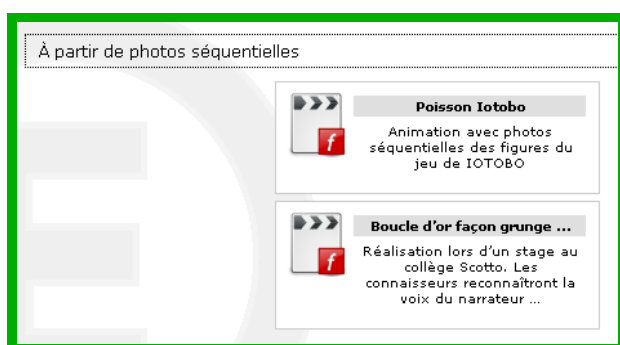 À partir de photos séquentielles
Poisson Iotobo
Animation avec photos
séquentielles des figures du
jeu de IOTOBO
Boucle d'or façon grunge ...
Réalisation lors d'un stage au
collège Scotto. Les
connaisseurs reconnaîtront la
voix du narrateur ...